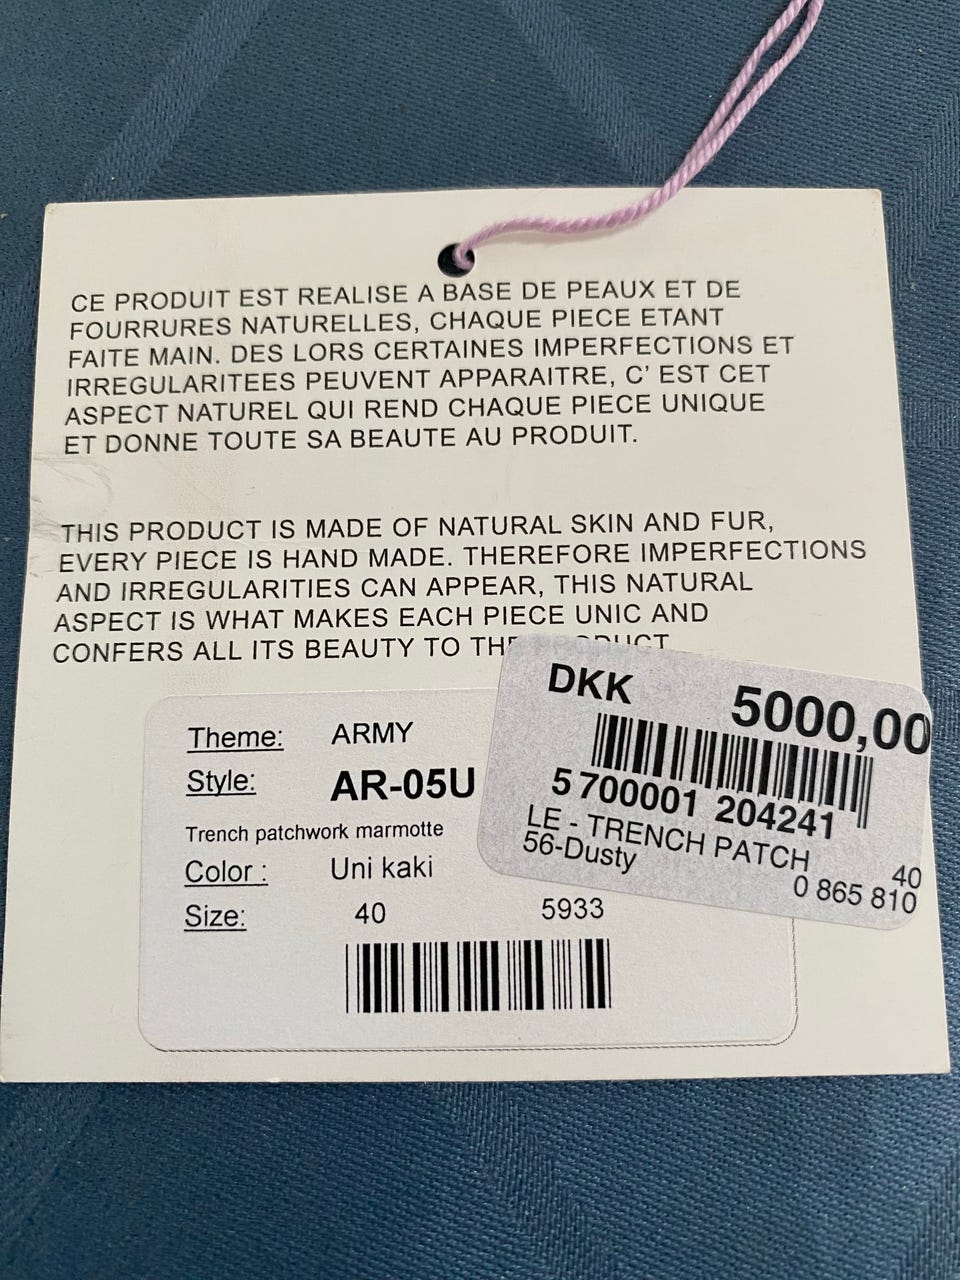 CE PRODUIT EST REALISE A BASE DE PEAUX ET DE
FOURRURES NATURELLES, CHAQUE PIECE ETANT
FAITE MAIN. DES LORS CERTAINES IMPERFECTIONS ET
IRREGULARITEES PEUVENT APPARAITRE, C' EST CET
ASPECT NATUREL QUI REND CHAQUE PIECE UNIQUE
ET DONNE TOUTE SA BEAUTE AU PRODUIT.
THIS PRODUCT IS MADE OF NATURAL SKIN AND FUR,
EVERY PIECE IS HAND MADE. THEREFORE IMPERFECTIONS
AND IRREGULARITIES CAN APPEAR, THIS NATURAL
ASPECT IS WHAT MAKES EACH PIECE UNIC AND
CONFERS ALL ITS BEAUTY TO THE PRODUCT
Theme: ARMY
Style: AR-05U
Trench patchwork marmotte
Color : Uni kaki
Size: 40 5933
DKK 5000,00
5 700001 204241
LE - TRENCH PATCH
56-Dusty 40
0 865 810